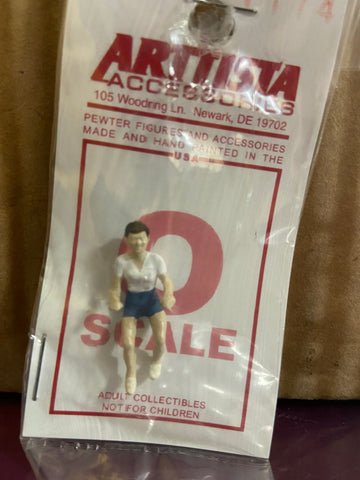 ARTTISTA
ACCESSORIES
105 Woodring Ln. Newark, DE 19702
PEWTER FIGURES AND ACCESSORIES
MADE AND HAND PAINTED IN THE
USA
O
SCALE
ADULT COLLECTIBLES
NOT FOR CHILDREN